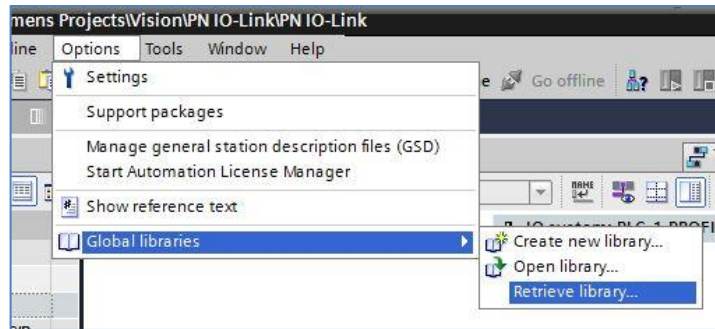 mens Projects\Vision\PN IO-Link\PN IO-Link
line Options Tools Window Help
Settings
e Go offline
Support packages
Manage general station description files (GSD)
Start Automation License Manager
Show reference text
Global libraries
Create new library...
Open library...
Retrieve library...